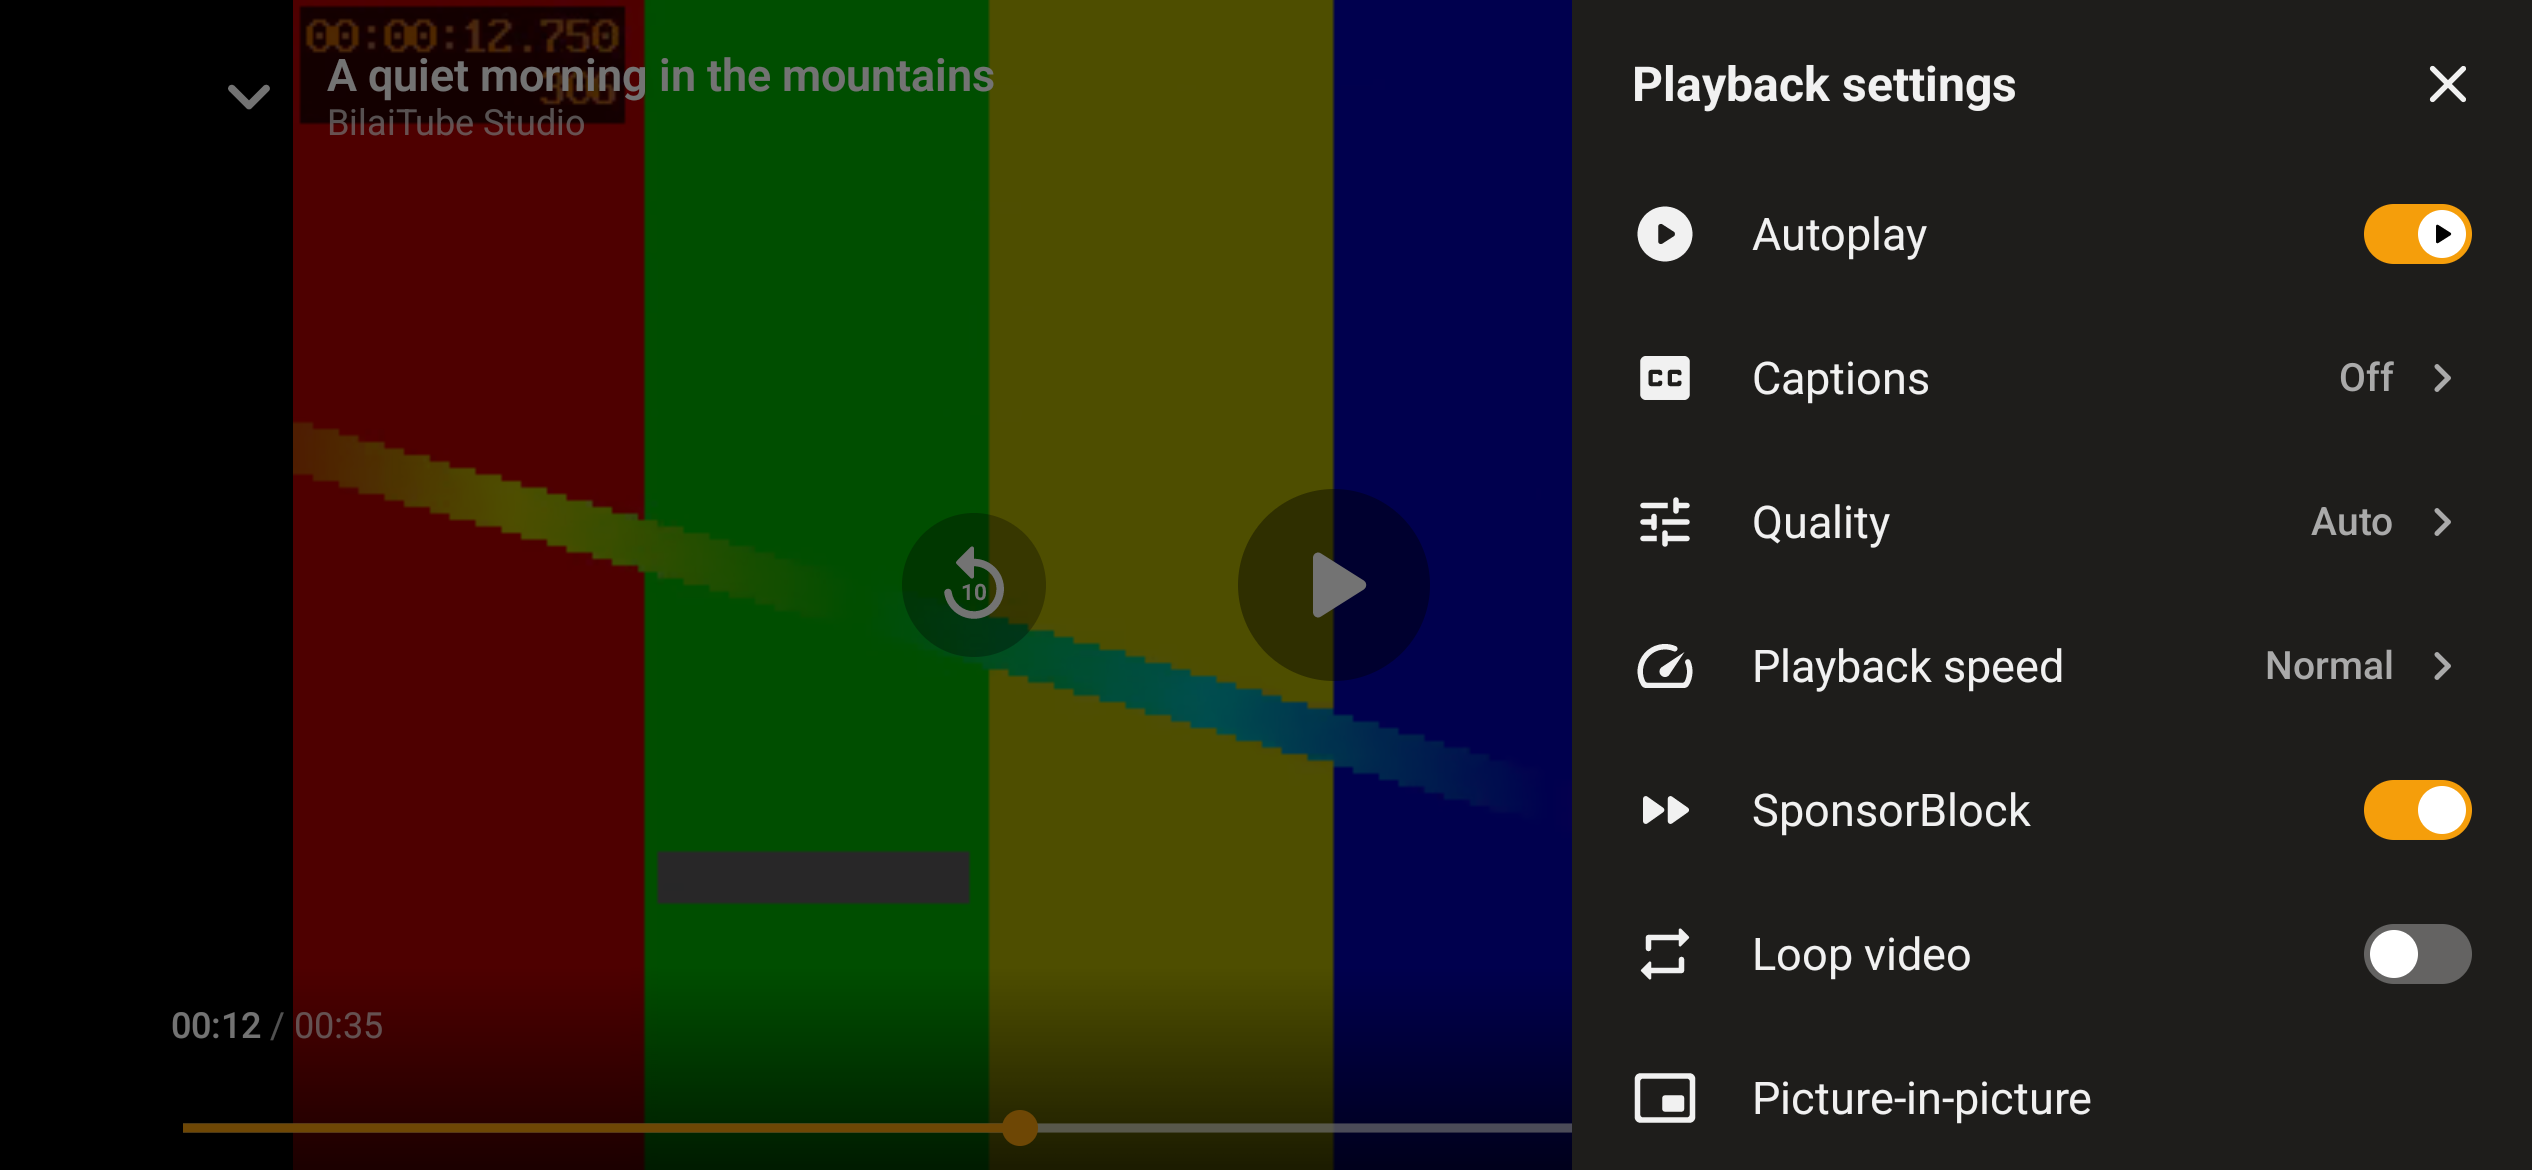 00:00:12.750
306
A quiet morning in the mountains
BilaiTube Studio
10
00:12 / 00:35
Playback settings
Autoplay
CC
Captions
Off
Quality
Auto
Playback speed
Normal
SponsorBlock
Loop video
Picture-in-picture